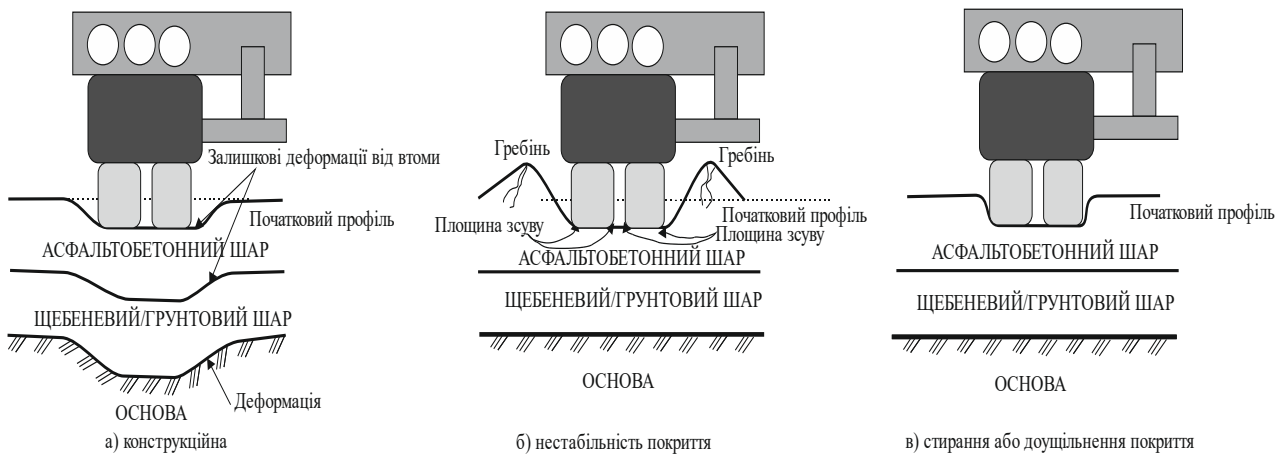 Залишкові деформації від втоми
Початковий профіль
АСФАЛЬТОБЕТОННИЙ ШАР
ЩЕБЕНЕВИЙ/ГРУНТОВИЙ ШАР
Деформація
ОСНОВА
а) конструкційна
Гребінь
Гребінь
Площина зсуву
Початковий профіль
Площина зсуву
АСФАЛЬТОБЕТОННИЙ ШАР
ЩЕБЕНЕВИЙ/ГРУНТОВИЙ ШАР
ОСНОВА
б) нестабільність покриття
Початковий профіль
АСФАЛЬТОБЕТОННИЙ ШАР
ЩЕБЕНЕВИЙ/ГРУНТОВИЙ ШАР
ОСНОВА
в) стирання або доущільнення покриття